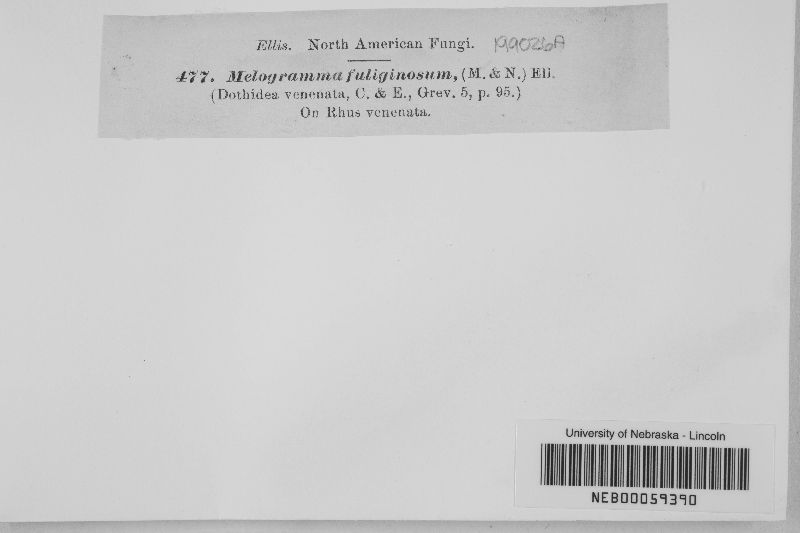 Ellis. North American Fungi. 199026A
477. Melogramma fuliginosum, (M. & N.) Ell.
(Dothidea venenata, C. & E., Grev. 5, p. 95.)
On Rhus venenata.
University of Nebraska - Lincoln
NEB00059390